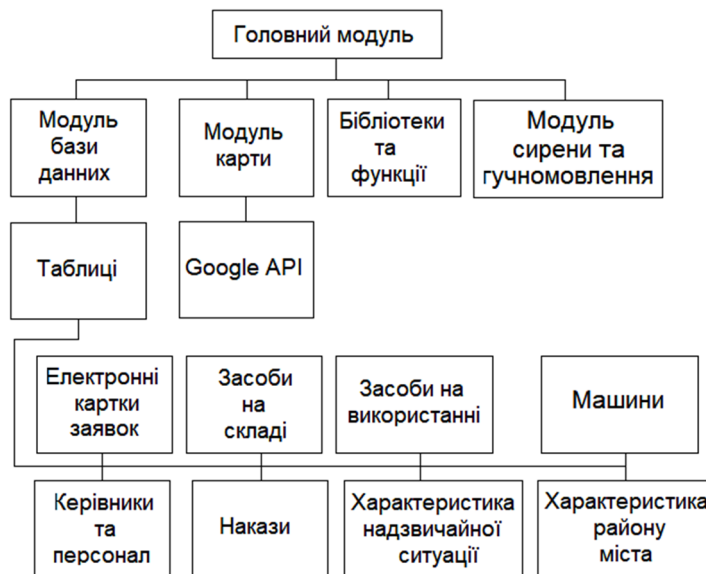 Головний модуль
Модуль
бази
данних
Модуль
карти
Бібліотеки
та
функції
Модуль
сирени та
гучномовлення
Таблиці
Google API
Електронні
картки
заявок
Засоби
на
складі
Засоби на
використанні
Машини
Керівники
та
персонал
Накази
Характеристика
надзвичайної
ситуації
Характеристика
району
міста